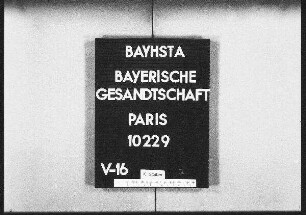 BAYHSTA
BAYERISCHE
GESANDTSCHAFT
PARIS
10229
V-16